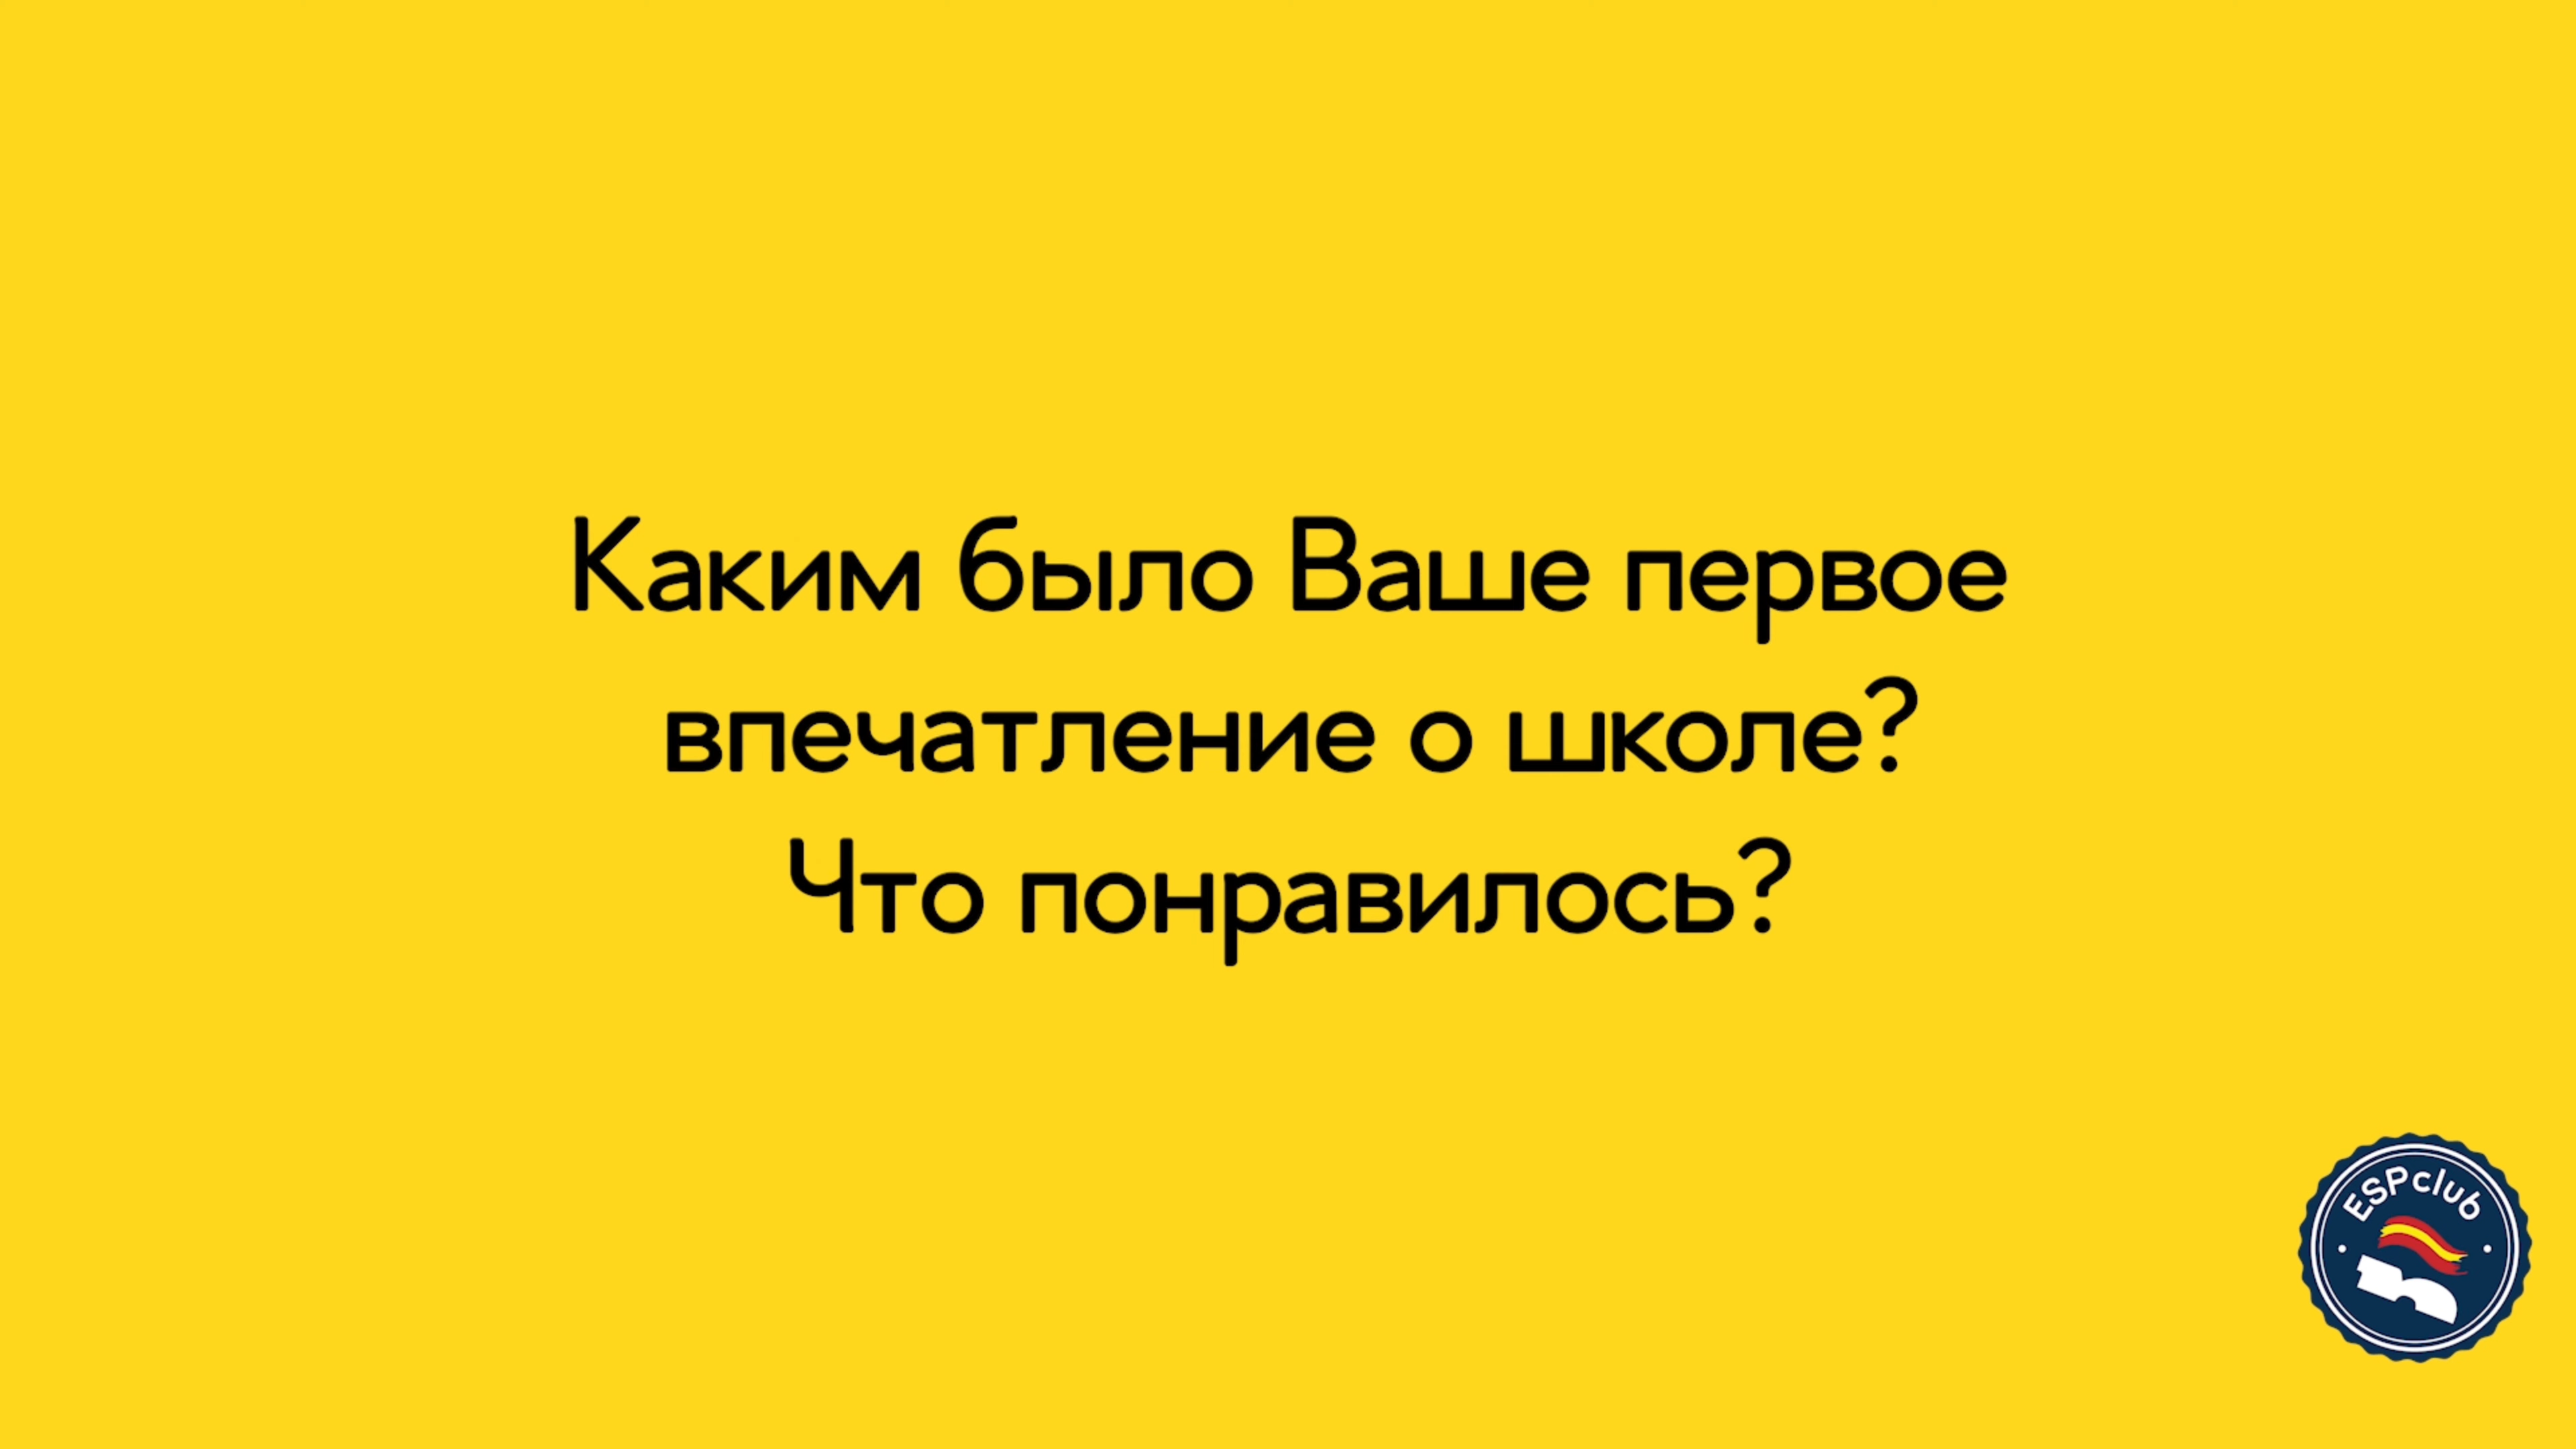 Каким было Ваше первое
впечатление о школе?
Что понравилось?
ESPclub